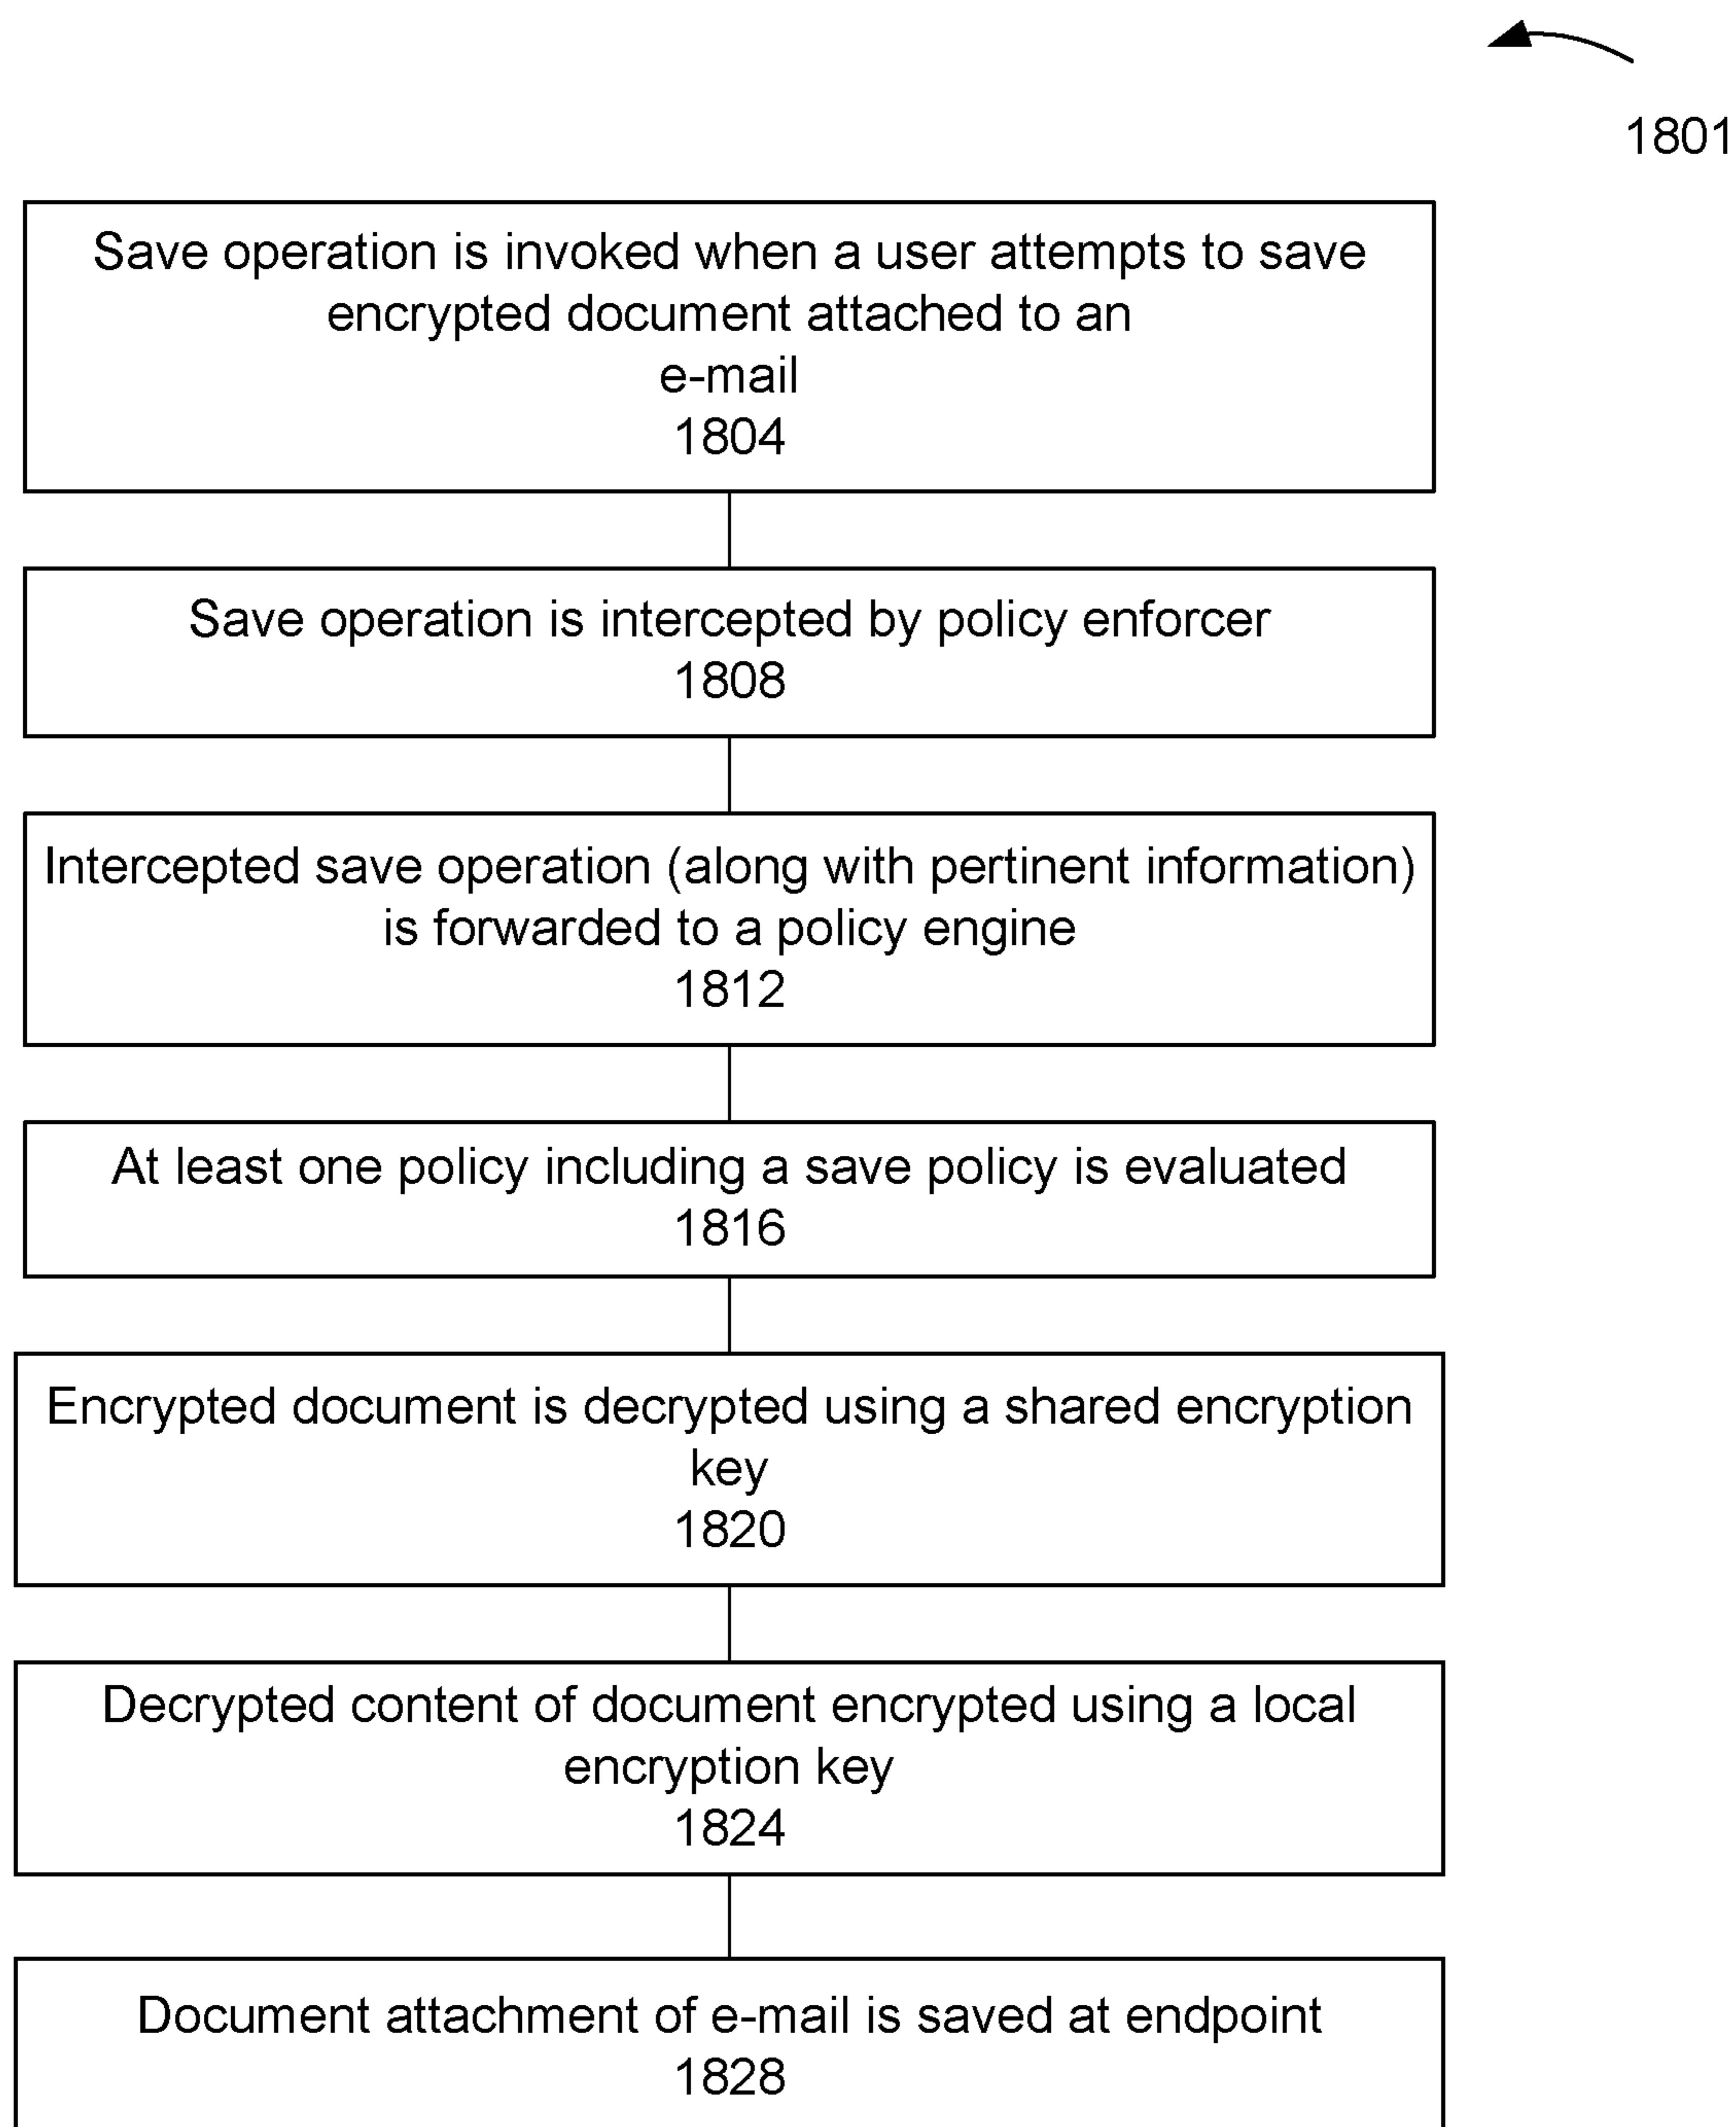 1801
Save operation is invoked when a user attempts to save
encrypted document attached to an
e-mail
1804
Save operation is intercepted by policy enforcer
1808
Intercepted save operation (along with pertinent information)
is forwarded to a policy engine
1812
At least one policy including a save policy is evaluated
1816
Encrypted document is decrypted using a shared encryption
key
1820
Decrypted content of document encrypted using a local
encryption key
1824
Document attachment of e-mail is saved at endpoint
1828